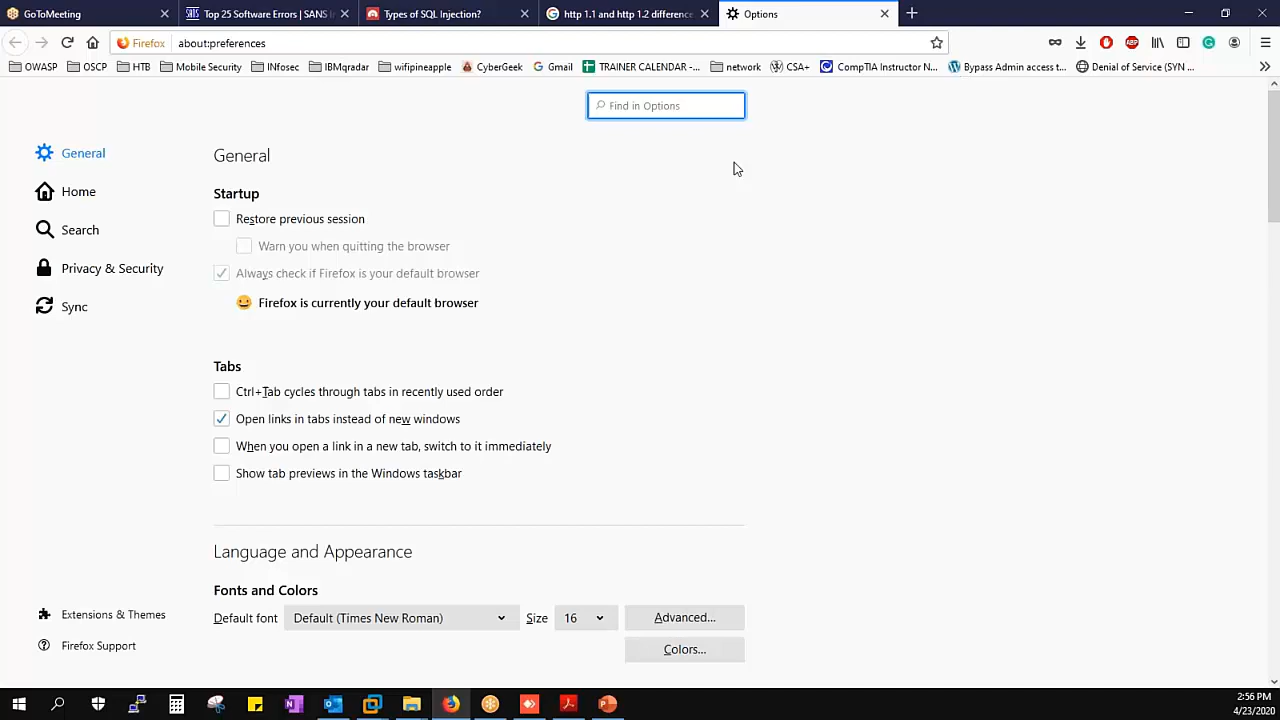 GoToMeeting
Top 25 Software Errors | SANS I
Types of SQL Injection?
http 1.1 and http 1.2 difference
Options
Firefox
about:preferences
OWASP
OSCP
HTB
Mobile Security
INfosec
IBMqradar
wifipineapple
CyberGeek
Gmail
TRAINER CALENDAR -...
network
CSA+
CompTIA Instructor N...
Bypass Admin access t...
Denial of Service (SYN ...
Find in Options
General
Home
Search
Privacy & Security
Sync
Extensions & Themes
Firefox Support
General
Startup
Restore previous session
Warn you when quitting the browser
Always check if Firefox is your default browser
Firefox is currently your default browser
Tabs
Ctrl+Tab cycles through tabs in recently used order
Open links in tabs instead of new windows
When you open a link in a new tab, switch to it immediately
Show tab previews in the Windows taskbar
Language and Appearance
Fonts and Colors
Default font Default (Times New Roman) Size 16 Advanced...
Colors...
2:56 PM
4/23/2020